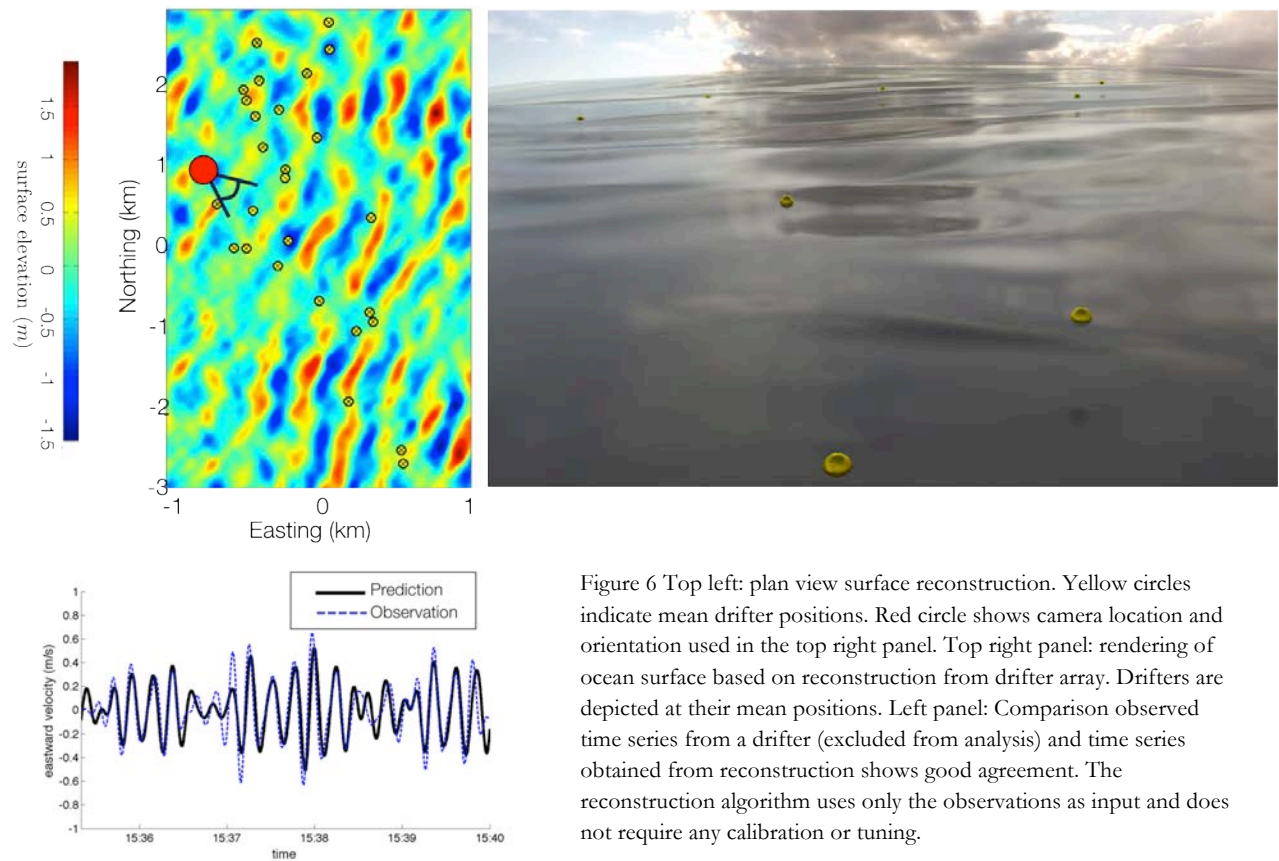 1.5
1
0.5
0
-0.5
-1
-1.5
surface elevation (m)
Northing (km)
2
1
0
-1
-2
-3
-1
0
1
Easting (km)
Prediction
Observation
eastward velocity (m/s)
1
0.8
0.6
0.4
0.2
0
-0.2
-0.4
-0.6
-0.8
-1
15:36
15:37
15:38
15:39
15:40
time
Figure 6 Top left: plan view surface reconstruction. Yellow circles
indicate mean drifter positions. Red circle shows camera location and
orientation used in the top right panel. Top right panel: rendering of
ocean surface based on reconstruction from drifter array. Drifters are
depicted at their mean positions. Left panel: Comparison observed
time series from a drifter (excluded from analysis) and time series
obtained from reconstruction shows good agreement. The
reconstruction algorithm uses only the observations as input and does
not require any calibration or tuning.